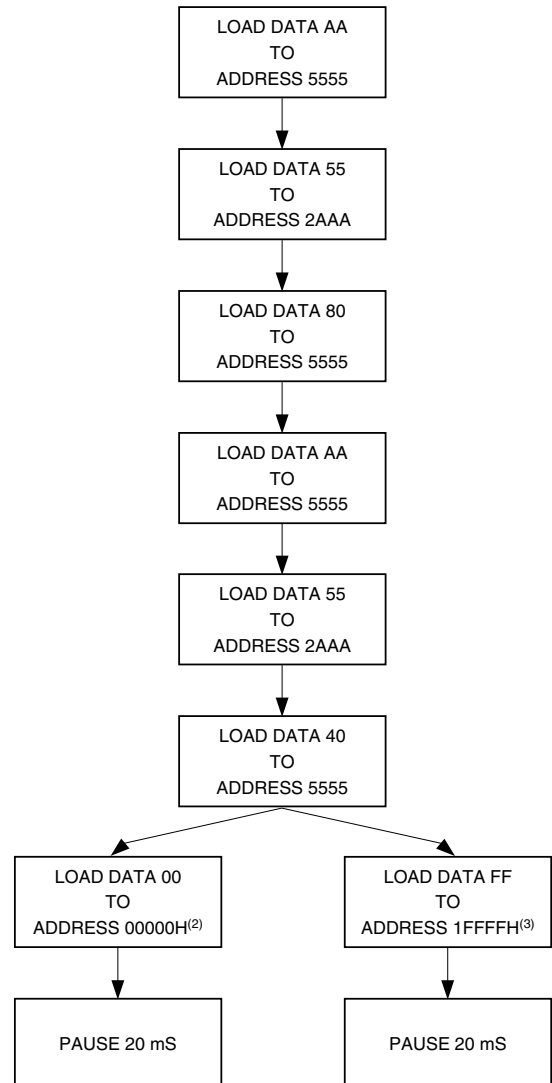 LOAD DATA AA
TO
ADDRESS 5555
LOAD DATA 55
TO
ADDRESS 2AAA
LOAD DATA 80
TO
ADDRESS 5555
LOAD DATA AA
TO
ADDRESS 5555
LOAD DATA 55
TO
ADDRESS 2AAA
LOAD DATA 40
TO
ADDRESS 5555
LOAD DATA 00
TO
ADDRESS 00000H(2)
PAUSE 20 mS
LOAD DATA FF
TO
ADDRESS 1FFFFH(3)
PAUSE 20 mS